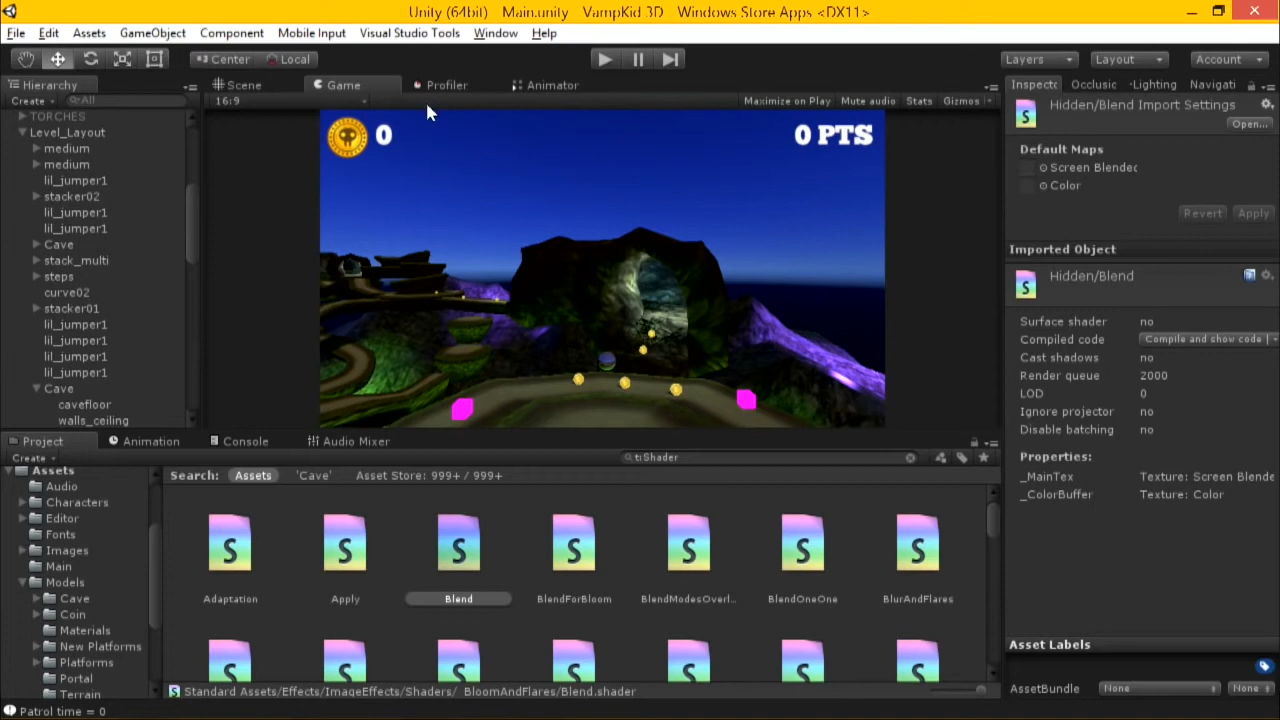 Unity (64bit) - Main.unity - VampKid 3D - Windows Store Apps <DX11>
File Edit Assets GameObject Component Mobile Input Visual Studio Tools Window Help
Center Local Layers Layout Account
Hierarchy Scene Game Profiler Animator Inspect Occlusic Lighting Navigati
Create All 16:9 Maximize on Play Mute audio Stats Gizmos
TORCHES
Level_Layout
medium
medium
lil_jumper1
stacker02
lil_jumper1
lil_jumper1
Cave
stack_multi
steps
curve02
stacker01
lil_jumper1
lil_jumper1
lil_jumper1
lil_jumper1
Cave
cavefloor
walls_ceiling
0
0 PTS
Hidden/Blend Import Settings
Open...
Default Maps
Screen Blended
Color
Revert Apply
Imported Object
Hidden/Blend
Surface shader no
Compiled code Compile and show code
Cast shadows no
Render queue 2000
LOD 0
Ignore projector no
Disable batching no
Properties:
_MainTex Texture: Screen Blende
_ColorBuffer Texture: Color
Project Animation Console Audio Mixer
Create t:Shader
Assets
Audio
Characters
Editor
Fonts
Images
Main
Models
Cave
Coin
Materials
New Platforms
Platforms
Portal
Terrain
Search: Assets 'Cave' Asset Store: 999+ / 999+
S S S S S S S
Adaptation Apply Blend BlendForBloom BlendModesOverl... BlendOneOne BlurAndFlares
Standard Assets/Effects/ImageEffects/Shaders/_BloomAndFlares/Blend.shader
Asset Labels
AssetBundle None None
Patrol time = 0